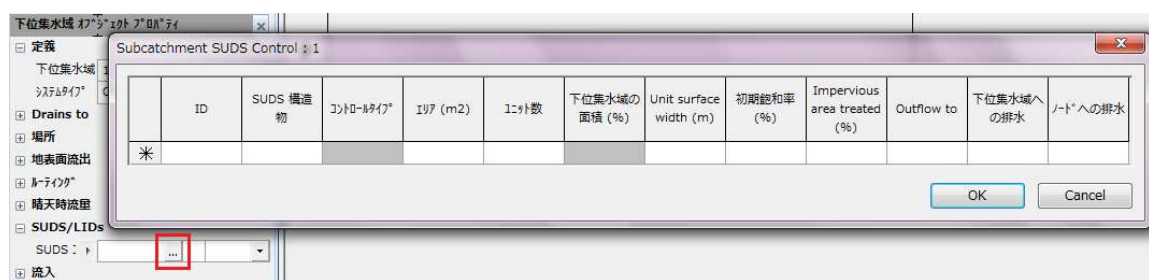 下位集水域 ｵﾌﾞｼﾞｪｸﾄ ﾌﾟﾛﾊﾟﾃｨ
定義
下位集水域 1
ｼｽﾃﾑﾀｲﾌﾟ
Drains to
場所
地表面流出
ﾙｰﾃｨﾝｸﾞ
晴天時流量
SUDS/LIDs
SUDS : ...
流入
Subcatchment SUDS Control : 1
ID
SUDS 構造
物
ｺﾝﾄﾛｰﾙﾀｲﾌﾟ
ｴﾘｱ (m2)
ﾕﾆｯﾄ数
下位集水域の
面積 (%)
Unit surface
width (m)
初期飽和率
(%)
Impervious
area treated
(%)
Outflow to
下位集水域へ
の排水
ﾉｰﾄﾞへの排水
OK
Cancel